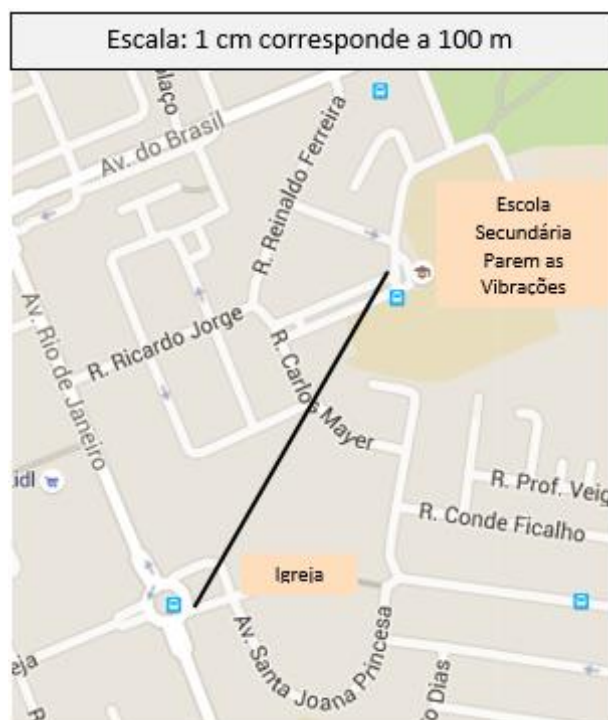 Escala: 1 cm corresponde a 100 m
Av. do Brasil
R. Reinaldo Ferreira
Escola
Secundária
Parem as
Vibrações
Av. Rio de Janeiro
R. Ricardo Jorge
R. Carlos Mayer
R. Prof. Veig
R. Conde Ficalho
Igreja
Av. Santa Joana Princesa
Dias